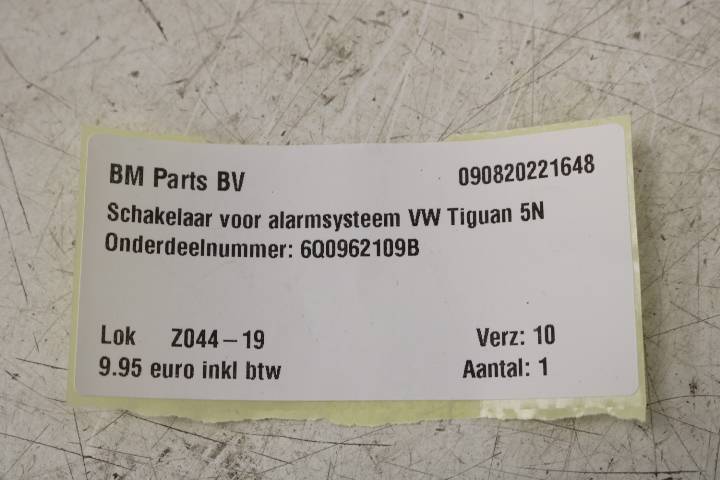 BM Parts BV 090820221648
Schakelaar voor alarmsysteem VW Tiguan 5N
Onderdeelnummer: 6Q0962109B
Lok Z044-19 Verz: 10
9.95 euro inkl btw Aantal: 1